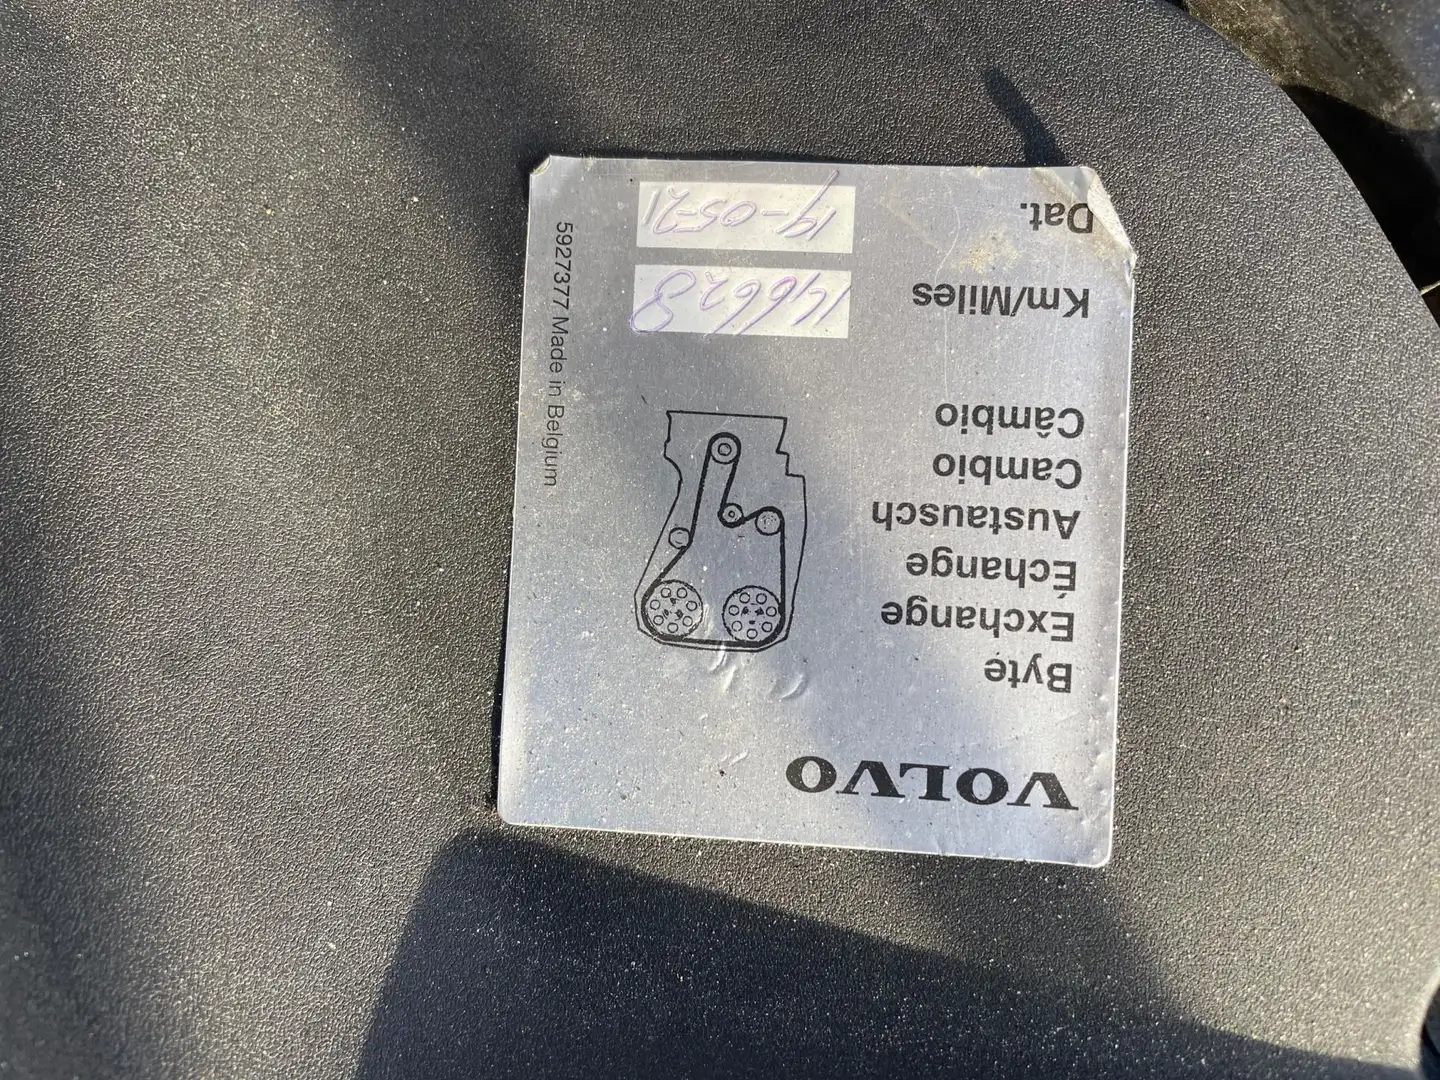 VOLVO
Byte
Exchange
Échange
Austausch
Cambio
Câmbio
Km/Miles 146628
Dat. 19-05-21
5927377 Made in Belgium